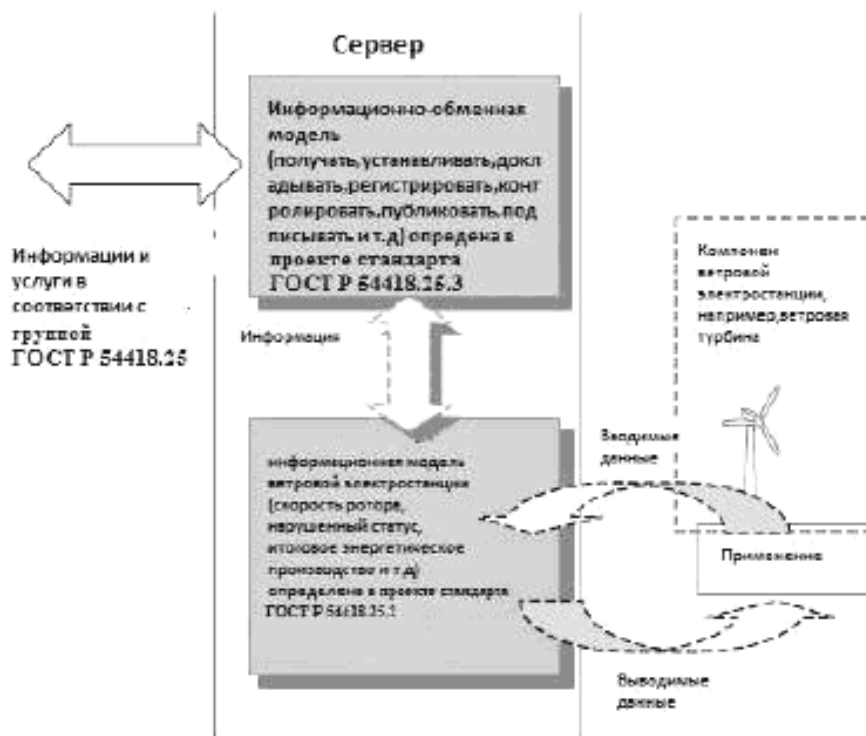 Сервер
Информационно-обменная
модель
(получать,устанавливать,докл
адывать,регистрировать,конт
ролировать,публиковать.под
писывать и т.д) опредена в
проекте стандарта
ГОСТ Р 54418.25.3
Информации и
услуги в
соответствии с
группой
ГОСТ Р 54418.25
Информация
Компонен
ветровой
электростанции,
например,ветровая
турбина
информационная модель
ветровой электростанции
(скорость ротора,
нарушенный статус,
итоговое энергетическое
производство и т.д)
определена в проекте стандарта
ГОСТ Р 54418.25.2
Вводимые
данные
Применение
Выводимые
данные